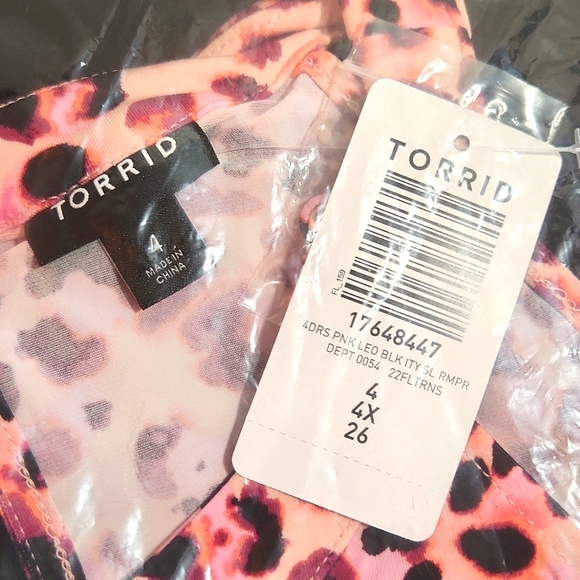 TORRID
4
MADE IN
CHINA
TORRID
FL_159
17648447
4DRS PNK LEO BLK ITY SL RMPR
DEPT 0054 22FLTRNS
4
4X
26